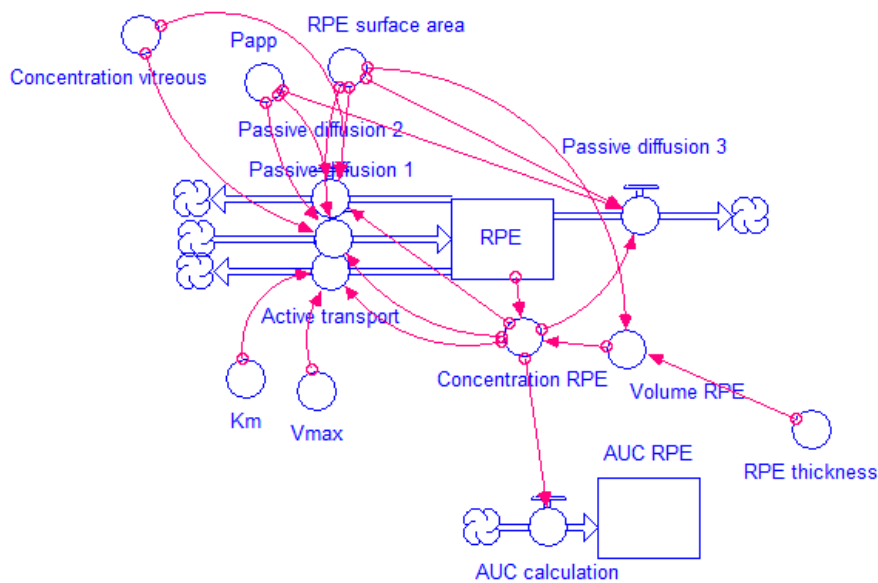 RPE surface area
Papp
Concentration vitreous
Passive diffusion 2
Passive diffusion 3
Passive diffusion 1
RPE
Active transport
Concentration RPE
Volume RPE
Km
Vmax
AUC RPE
RPE thickness
AUC calculation